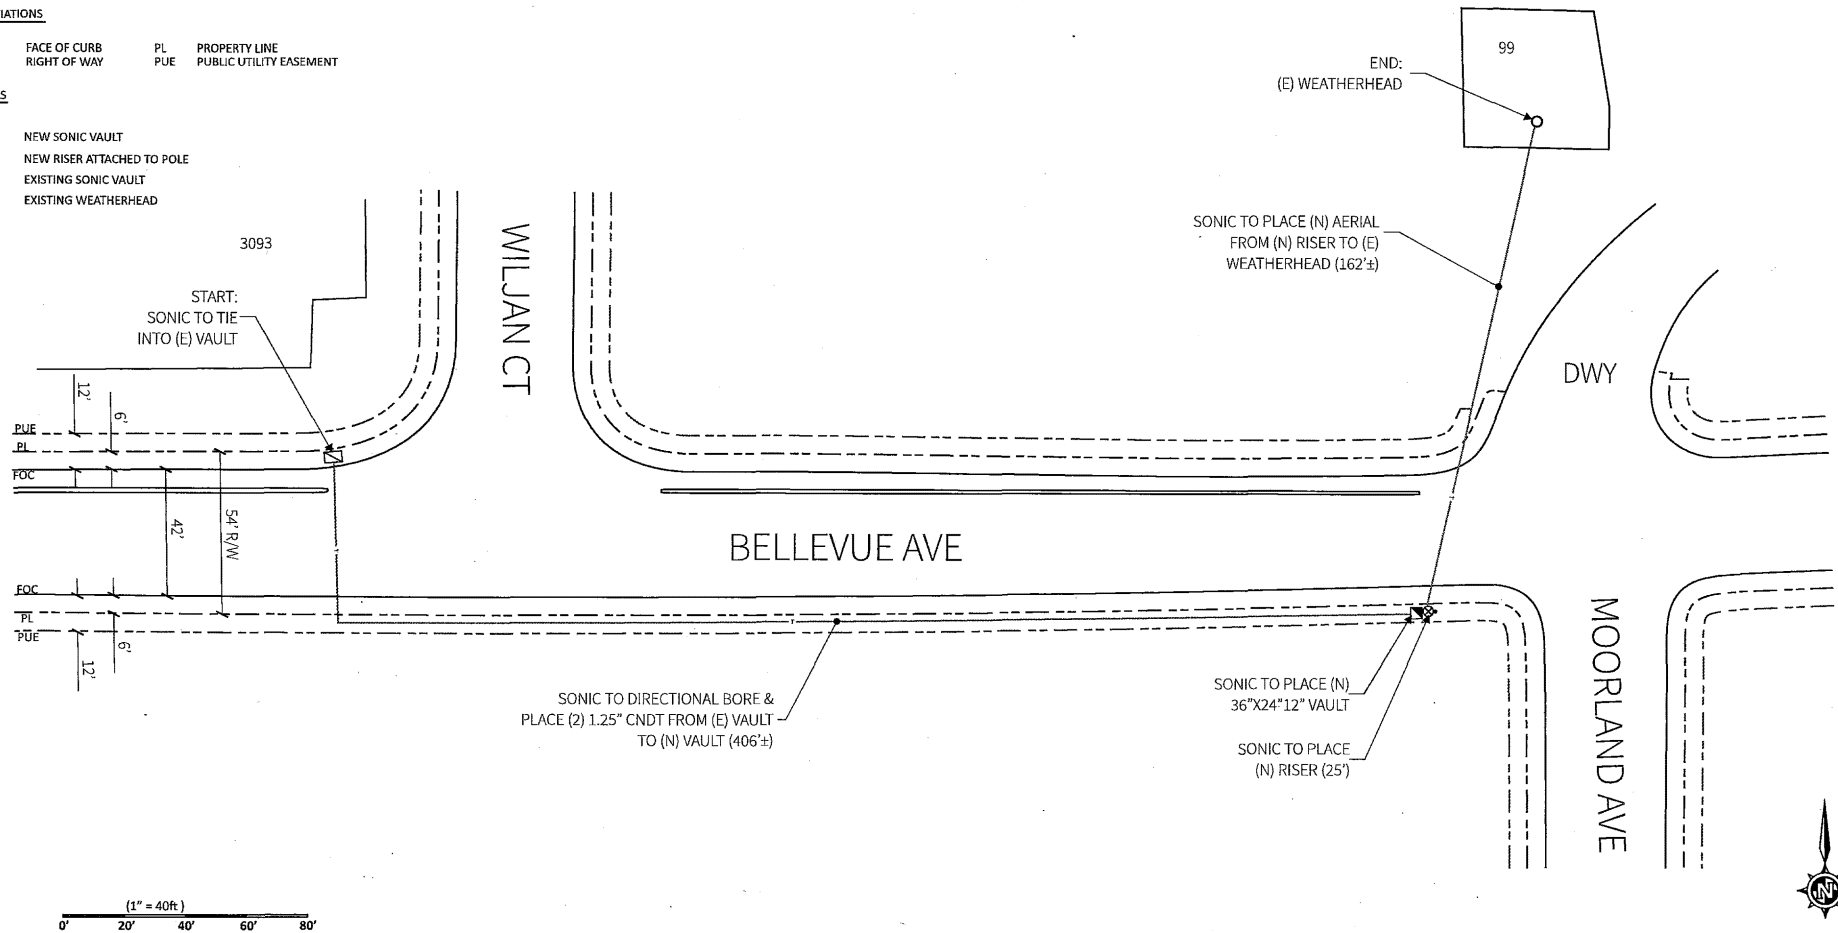 IATIONS
FACE OF CURB PL PROPERTY LINE
RIGHT OF WAY PUE PUBLIC UTILITY EASEMENT
S
NEW SONIC VAULT
NEW RISER ATTACHED TO POLE
EXISTING SONIC VAULT
EXISTING WEATHERHEAD
3093
START:
SONIC TO TIE
INTO (E) VAULT
WILJAN CT
99
END:
(E) WEATHERHEAD
SONIC TO PLACE (N) AERIAL
FROM (N) RISER TO (E)
WEATHERHEAD (162'±)
DWY
12'
6'
PUE
PL
FOC
42'
54' R/W
BELLEVUE AVE
FOC
PL
PUE
6'
12'
SONIC TO DIRECTIONAL BORE &
PLACE (2) 1.25" CNDT FROM (E) VAULT
TO (N) VAULT (406'±)
SONIC TO PLACE (N)
36"X24"12" VAULT
SONIC TO PLACE
(N) RISER (25')
MOORLAND AVE
(1" = 40ft )
0' 20' 40' 60' 80'
N